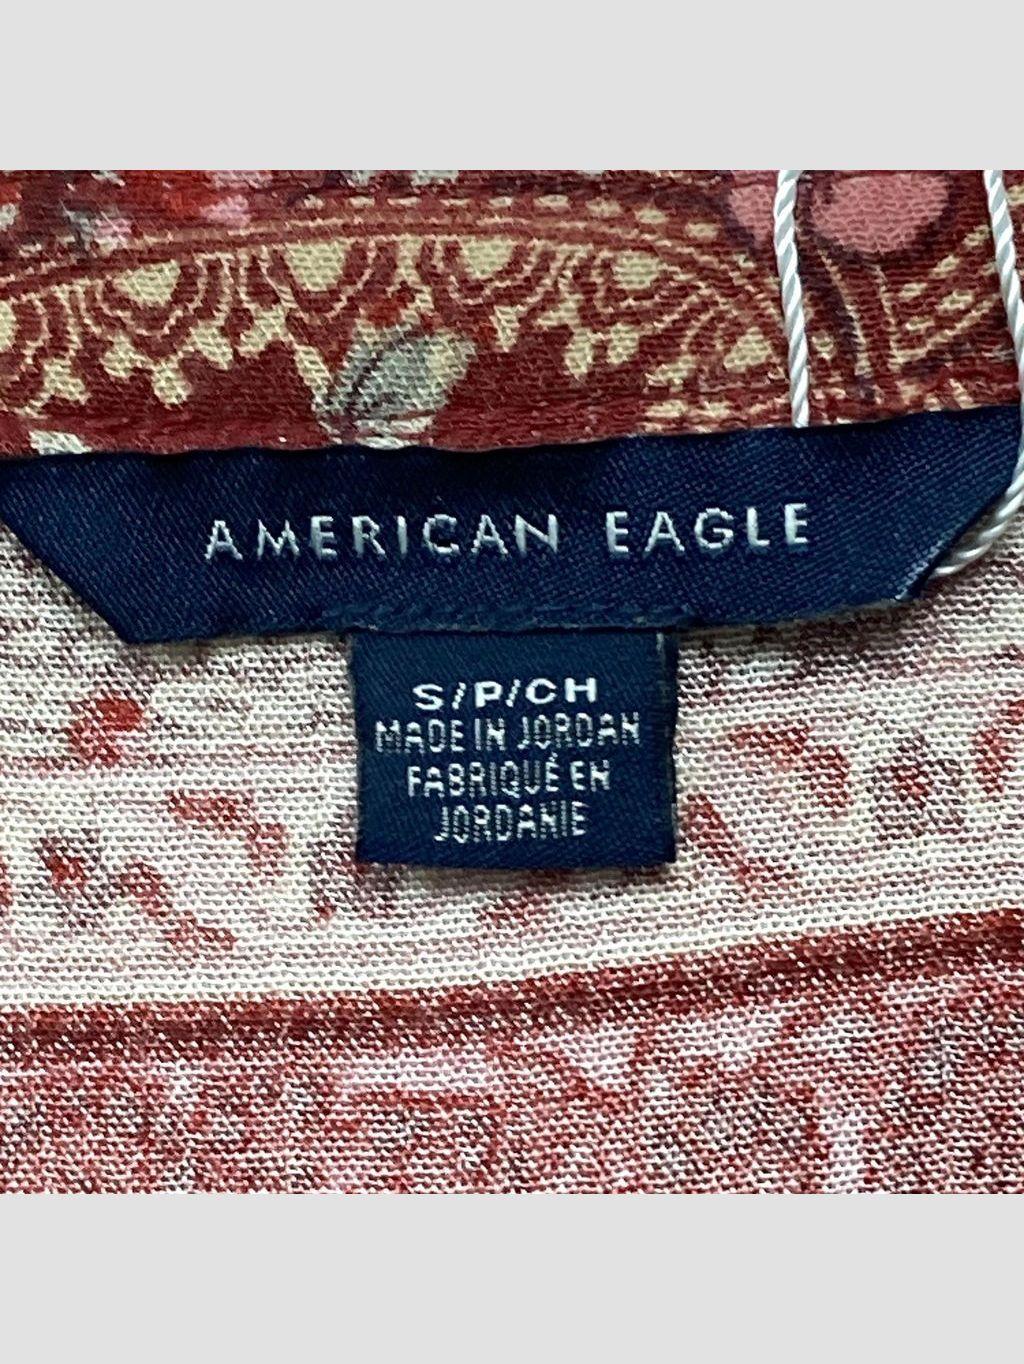 AMERICAN EAGLE
S/P/CH
MADE IN JORDAN
FABRIQUÉ EN
JORDANIE